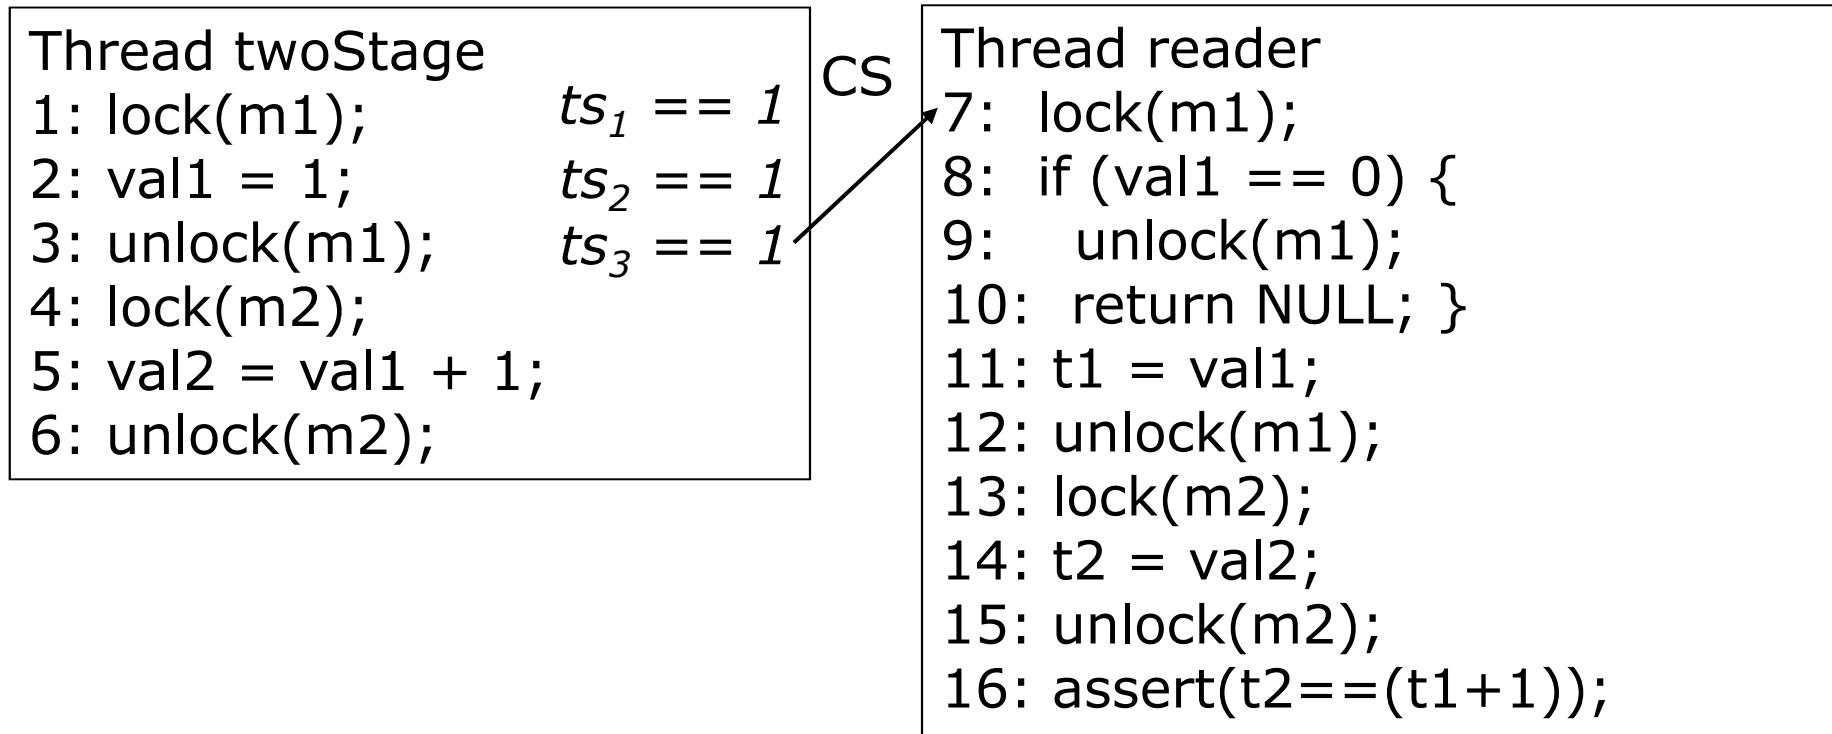 Thread twoStage
1: lock(m1);
2: val1 = 1;
3: unlock(m1);
4: lock(m2);
5: val2 = val1 + 1;
6: unlock(m2);
ts₁ == 1
ts₂ == 1
ts₃ == 1
CS
Thread reader
7: lock(m1);
8: if (val1 == 0) {
9: unlock(m1);
10: return NULL; }
11: t1 = val1;
12: unlock(m1);
13: lock(m2);
14: t2 = val2;
15: unlock(m2);
16: assert(t2==(t1+1));